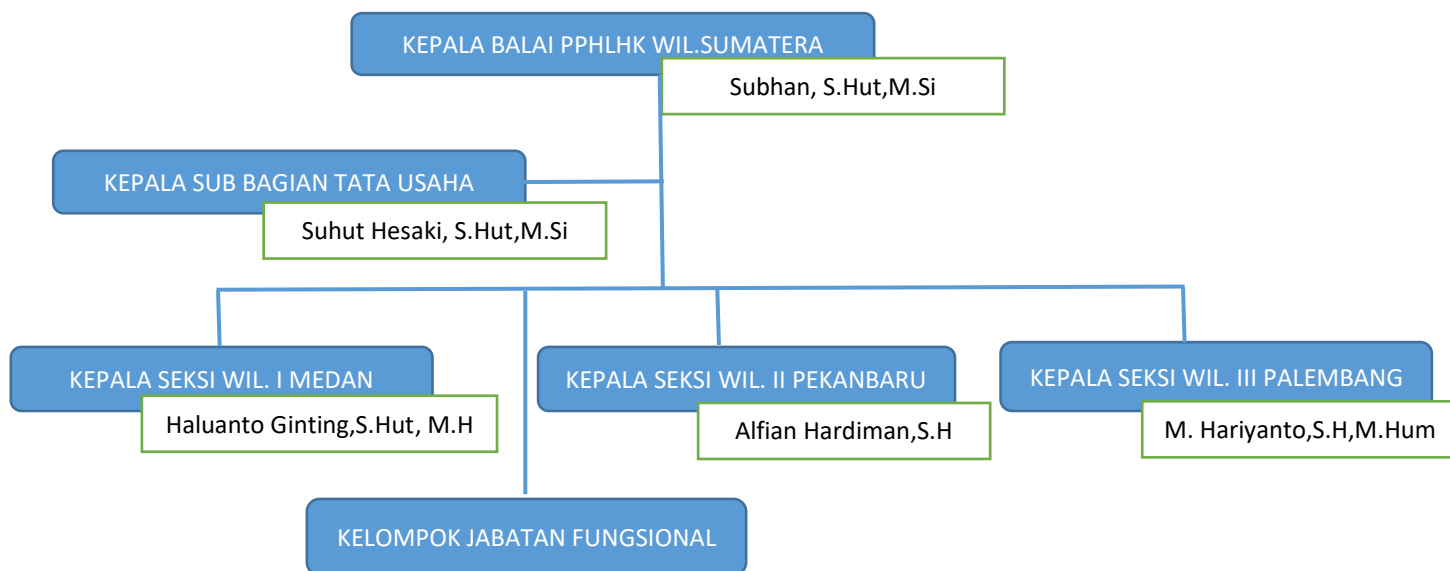 KEPALA BALAI PPHLHK WIL.SUMATERA
Subhan, S.Hut,M.Si
KEPALA SUB BAGIAN TATA USAHA
Suhut Hesaki, S.Hut,M.Si
KEPALA SEKSI WIL. I MEDAN
Haluanto Ginting,S.Hut, M.H
KEPALA SEKSI WIL. II PEKANBARU
Alfian Hardiman,S.H
KEPALA SEKSI WIL. III PALEMBANG
M. Hariyanto,S.H,M.Hum
KELOMPOK JABATAN FUNGSIONAL